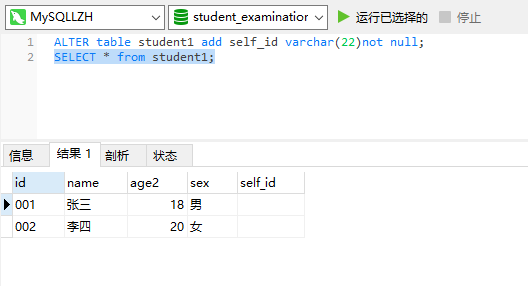 MySQLLZH student_examination 运行已选择的 停止
1 ALTER table student1 add self_id varchar(22)not null;
2 SELECT * from student1;
信息 结果 1 剖析 状态
id name age2 sex self_id
001 张三 18 男
002 李四 20 女